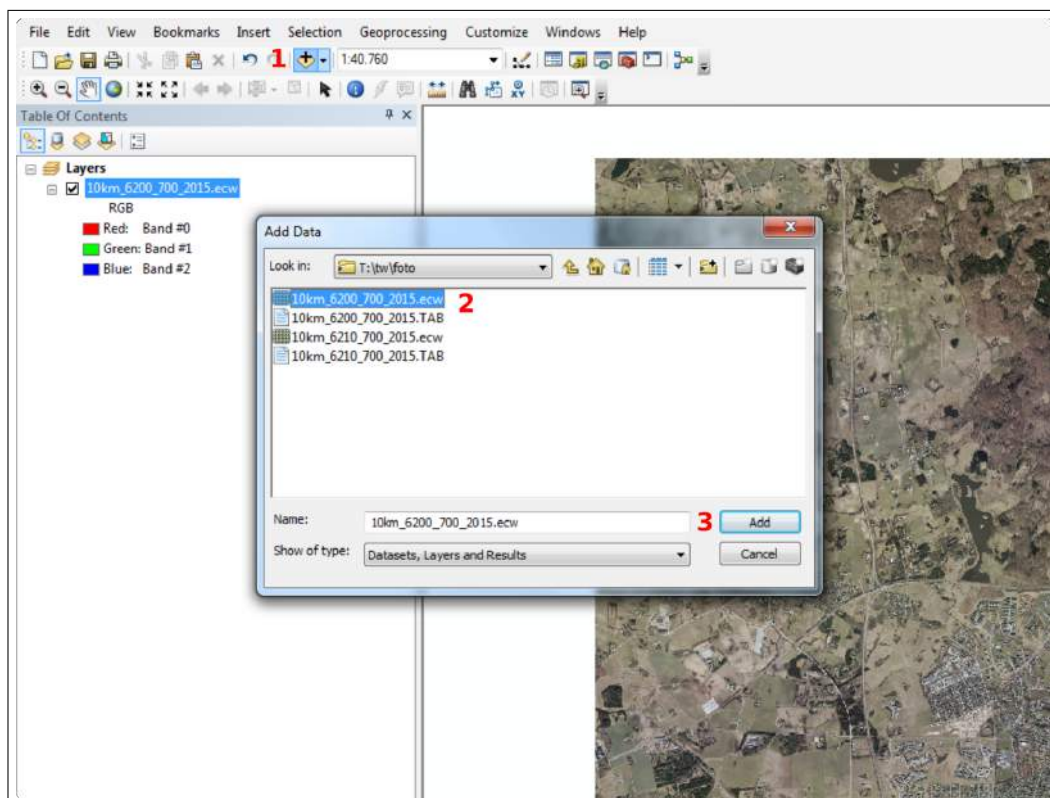 File Edit View Bookmarks Insert Selection Geoprocessing Customize Windows Help
1 1:40.760
Table Of Contents
Layers
10km_6200_700_2015.ecw
RGB
Red: Band #0
Green: Band #1
Blue: Band #2
Add Data
Look in: T:\tw\foto
10km_6200_700_2015.ecw 2
10km_6200_700_2015.TAB
10km_6210_700_2015.ecw
10km_6210_700_2015.TAB
Name: 10km_6200_700_2015.ecw 3 Add
Show of type: Datasets, Layers and Results Cancel